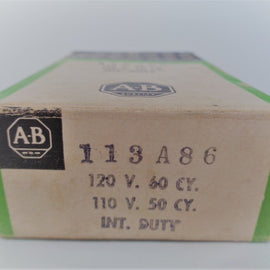 A-B
A-B
113A86
120 V. 60 CY.
110 V. 50 CY.
INT. DUTY